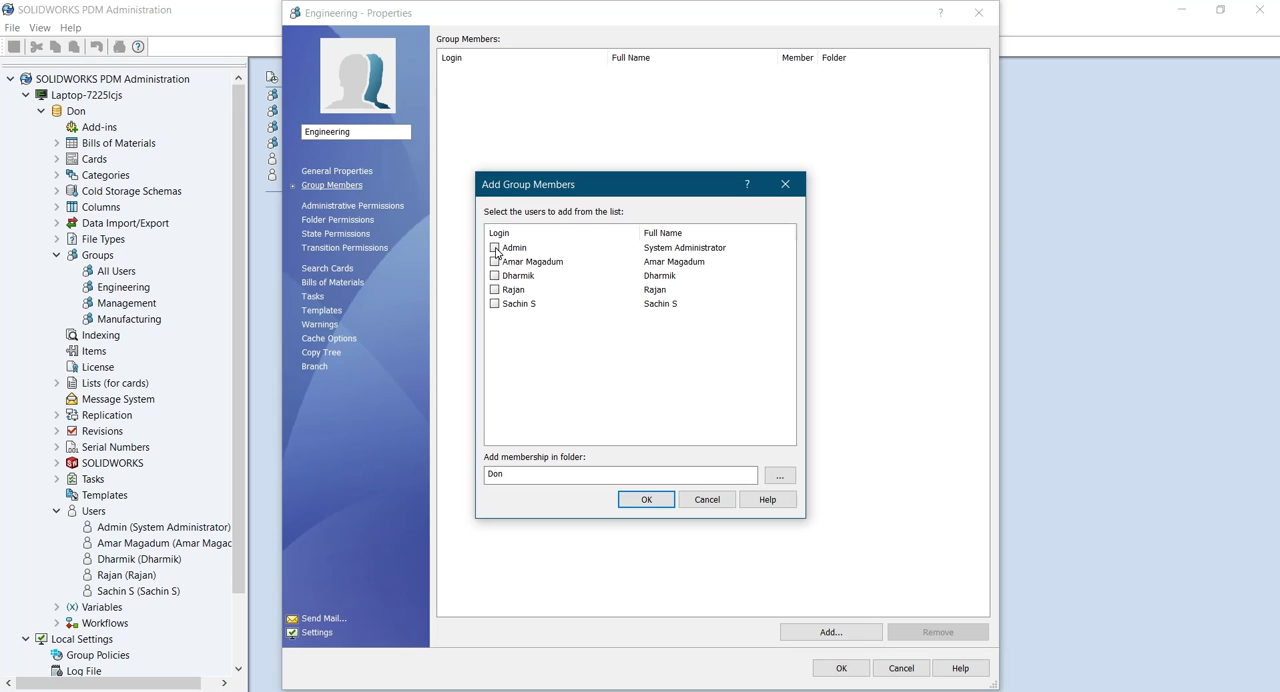 SOLIDWORKS PDM Administration
File View Help
SOLIDWORKS PDM Administration
Laptop-7225lcjs
Don
Add-ins
Bills of Materials
Cards
Categories
Cold Storage Schemas
Columns
Data Import/Export
File Types
Groups
All Users
Engineering
Management
Manufacturing
Indexing
Items
License
Lists (for cards)
Message System
Replication
Revisions
Serial Numbers
SOLIDWORKS
Tasks
Templates
Users
Admin (System Administrator)
Amar Magadum (Amar Magac
Dharmik (Dharmik)
Rajan (Rajan)
Sachin S (Sachin S)
Variables
Workflows
Local Settings
Group Policies
Log File
Engineering - Properties
Engineering
General Properties
Group Members
Administrative Permissions
Folder Permissions
State Permissions
Transition Permissions
Search Cards
Bills of Materials
Tasks
Templates
Warnings
Cache Options
Copy Tree
Branch
Send Mail...
Settings
Group Members:
Login Full Name Member Folder
Add Group Members
Select the users to add from the list:
Login Full Name
Admin System Administrator
Amar Magadum Amar Magadum
Dharmik Dharmik
Rajan Rajan
Sachin S Sachin S
Add membership in folder:
Don ...
OK Cancel Help
Add... Remove
OK Cancel Help